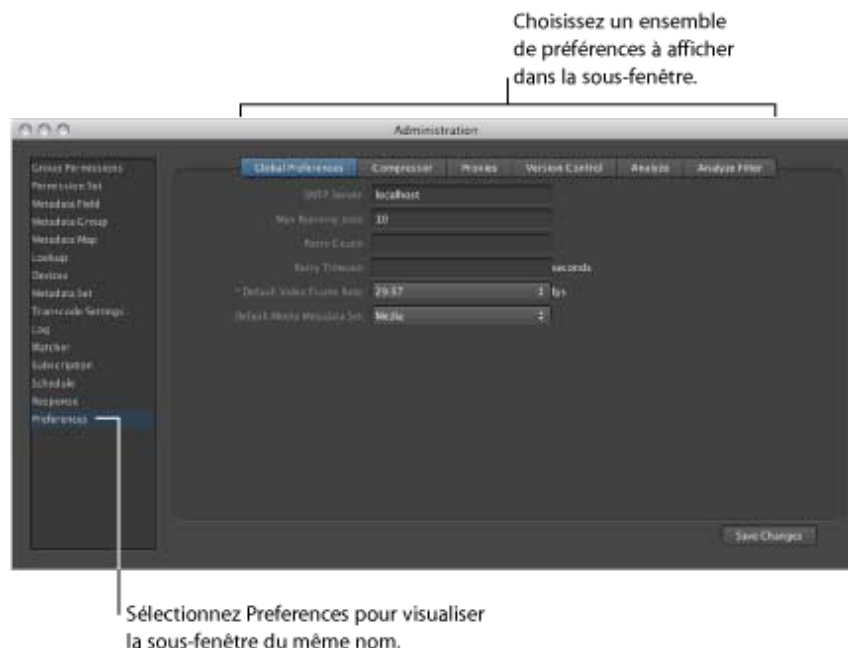 Choisissez un ensemble
de préférences à afficher
dans la sous-fenêtre.
Administration
Group Permissions
Permission Set
Metadata Field
Metadata Group
Metadata Map
Lookup
Devices
Metadata Set
Transcode Settings
Log
Watcher
Subscription
Schedule
Response
Preferences
Global Preferences Compressor Proxies Version Control Analyze Analyze Filter
SMTP Server: localhost
Max Running Jobs: 10
Retry Count:
Retry Timeout: seconds
* Default Video Frame Rate: 29.97 fps
Default Media Metadata Set: Media
Save Changes
Sélectionnez Preferences pour visualiser
la sous-fenêtre du même nom.